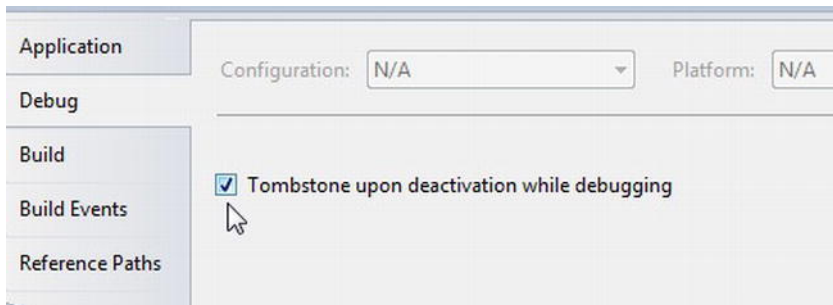 Application
Configuration: N/A Platform: N/A
Debug
Build
Tombstone upon deactivation while debugging
Build Events
Reference Paths